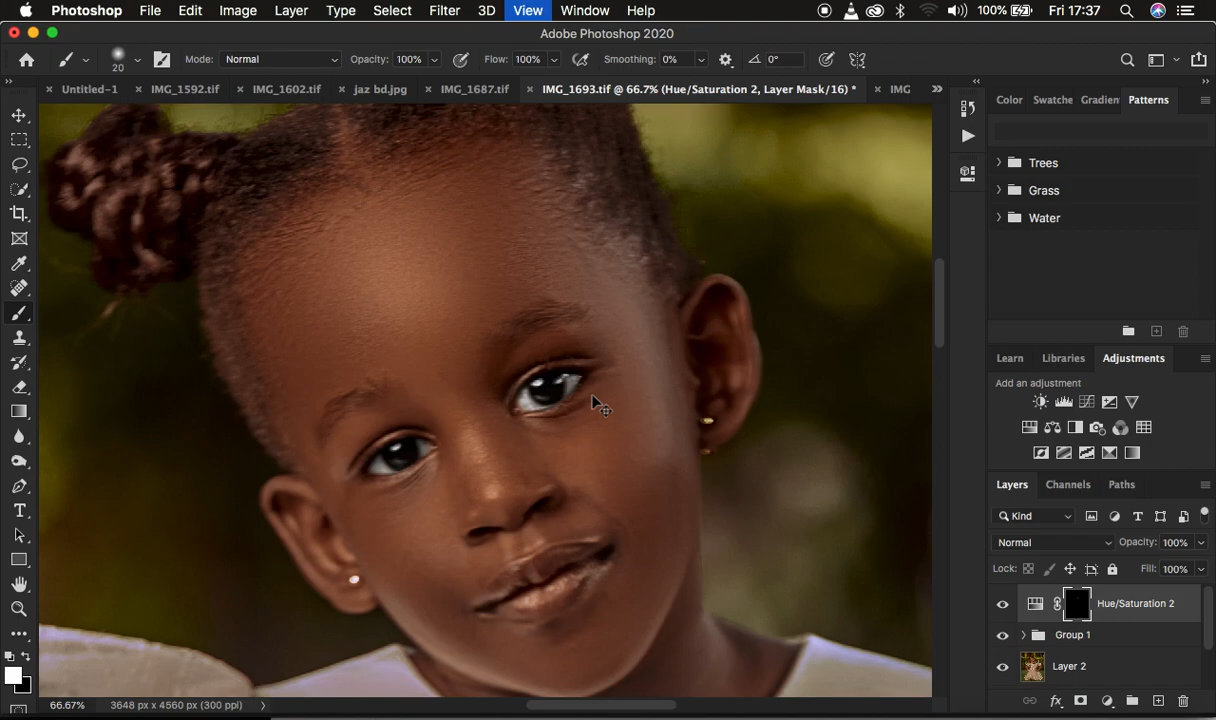 Photoshop File Edit Image Layer Type Select Filter 3D View Window Help 100% Fri 17:37
Adobe Photoshop 2020
20 Mode: Normal Opacity: 100% Flow: 100% Smoothing: 0% 0°
Untitled-1 IMG_1592.tif IMG_1602.tif jaz bd.jpg IMG_1687.tif IMG_1693.tif @ 66.7% (Hue/Saturation 2, Layer Mask/16) * IMG
Color Swatche Gradien Patterns
Trees
Grass
Water
Learn Libraries Adjustments
Add an adjustment
Layers Channels Paths
Kind
Normal Opacity: 100%
Lock: Fill: 100%
Hue/Saturation 2
Group 1
Layer 2
66.67% 3648 px x 4560 px (300 ppi)